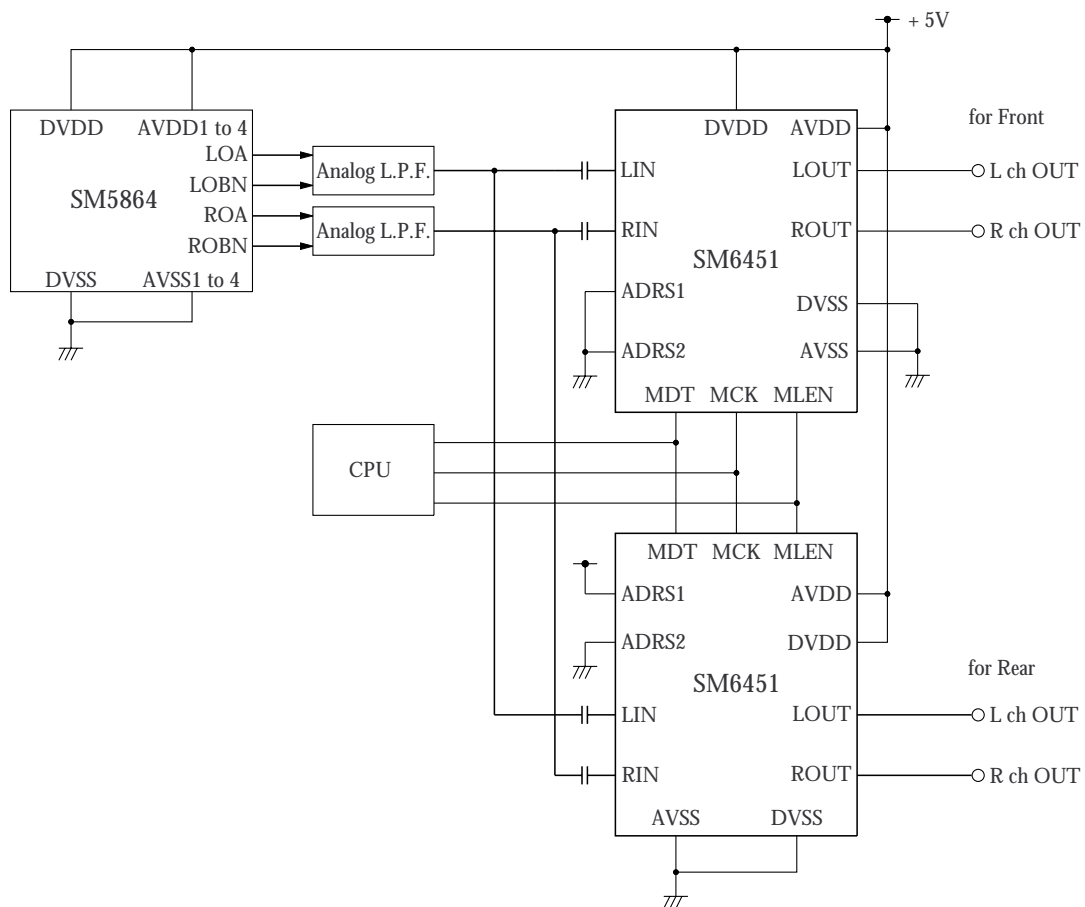 + 5V
DVDD
AVDD1 to 4
LOA
LOBN
SM5864
ROA
ROBN
DVSS
AVSS1 to 4
Analog L.P.F.
Analog L.P.F.
DVDD
AVDD
LIN
LOUT
RIN
ROUT
SM6451
ADRS1
DVSS
ADRS2
AVSS
MDT
MCK
MLEN
for Front
L ch OUT
R ch OUT
CPU
MDT
MCK
MLEN
ADRS1
AVDD
ADRS2
DVDD
SM6451
LIN
LOUT
RIN
ROUT
AVSS
DVSS
for Rear
L ch OUT
R ch OUT